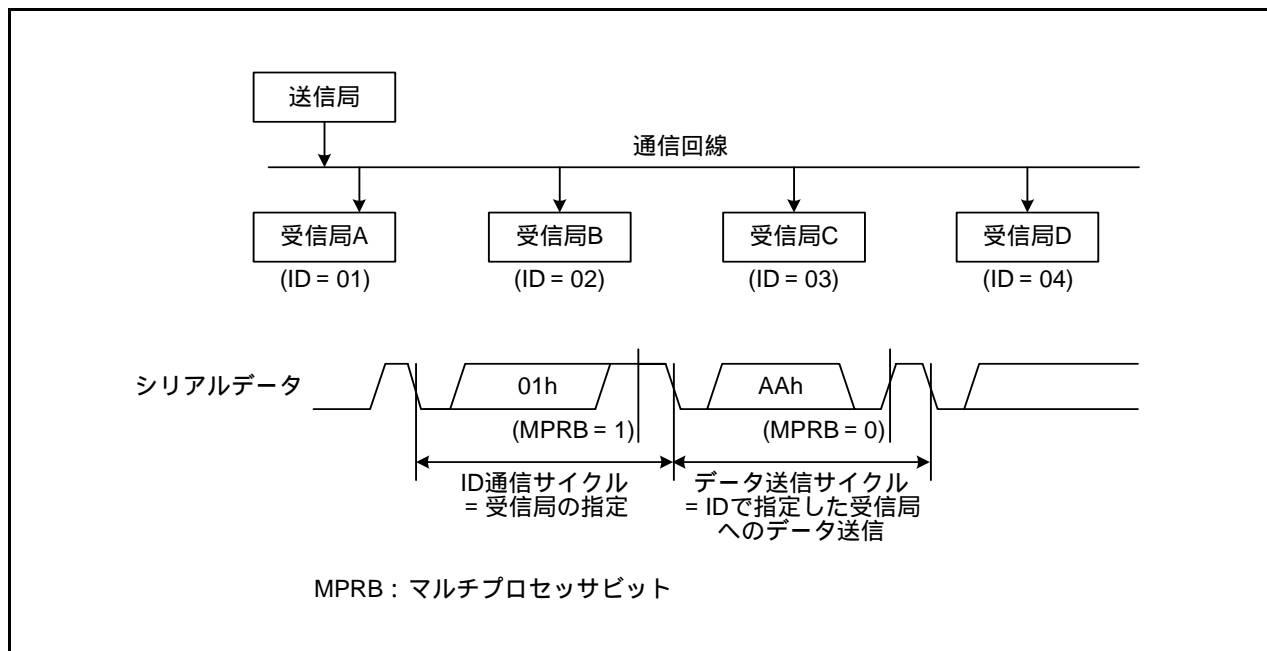 送信局
通信回線
受信局A
受信局B
受信局C
受信局D
(ID = 01)
(ID = 02)
(ID = 03)
(ID = 04)
シリアルデータ
01h
AAh
(MPRB = 1)
(MPRB = 0)
ID通信サイクル
= 受信局の指定
データ送信サイクル
= IDで指定した受信局
へのデータ送信
MPRB : マルチプロセッサビット